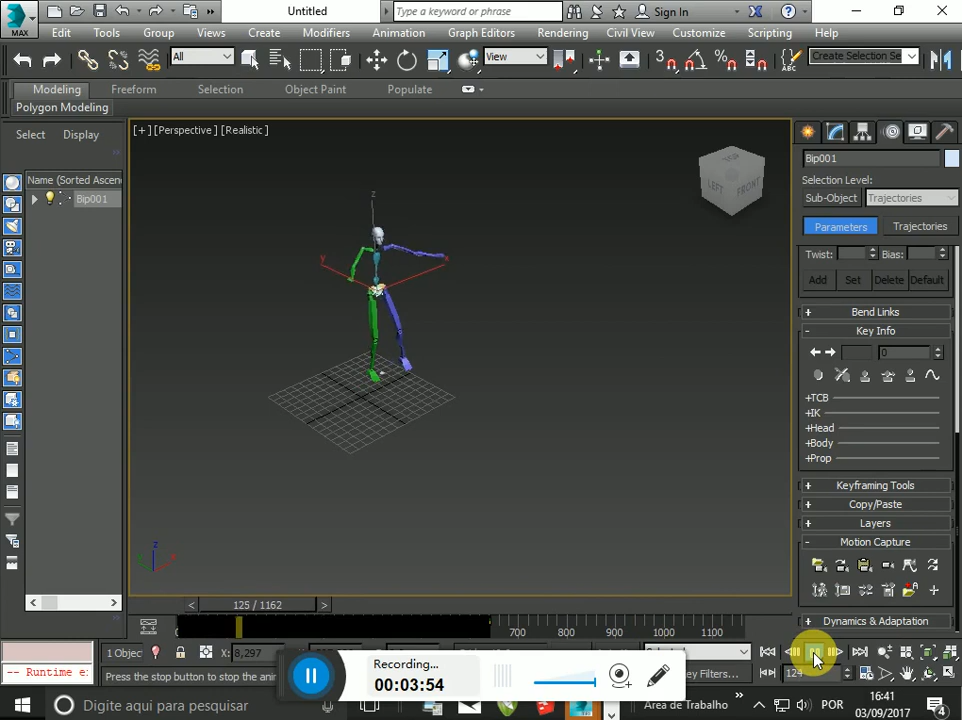 Untitled
Type a keyword or phrase
Sign In
MAX
Edit Tools Group Views Create Modifiers Animation Graph Editors Rendering Civil View Customize Scripting Help
All
View
Create Selection Se
Modeling Freeform Selection Object Paint Populate
Polygon Modeling
Select Display
[+] [Perspective] [Realistic]
Name (Sorted Ascen
Bip001
Bip001
Selection Level:
Sub-Object Trajectories
Parameters Trajectories
Twist: Bias:
Add Set Delete Default
+ Bend Links
- Key Info
0
+TCB
+IK
+Head
+Body
+Prop
+ Keyframing Tools
+ Copy/Paste
+ Layers
- Motion Capture
+ Dynamics & Adaptation
TOP
LEFT FRONT
z
y
x
z
< 125 / 1162 >
700 800 900 1000 1100
1 Objec X: 8,297
-- Runtime e
Press the stop button to stop the ani
ey Filters...
124
Recording...
00:03:54
Digite aqui para pesquisar
Área de Trabalho
POR
16:41
03/09/2017
4